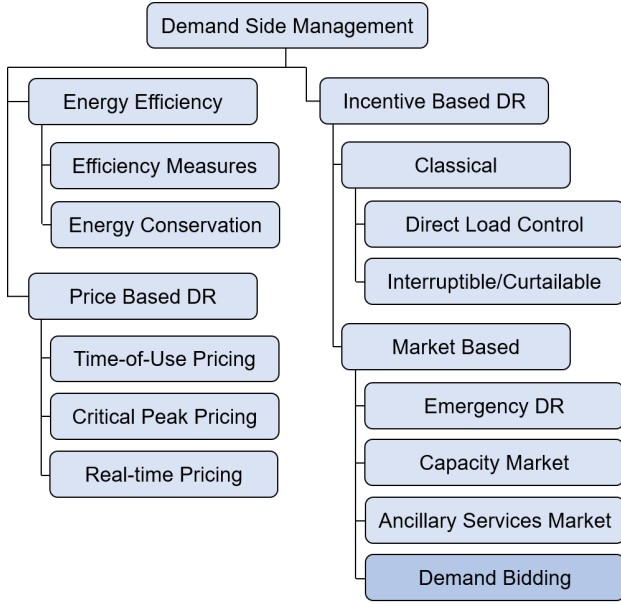 Demand Side Management
Energy Efficiency
Efficiency Measures
Energy Conservation
Price Based DR
Time-of-Use Pricing
Critical Peak Pricing
Real-time Pricing
Incentive Based DR
Classical
Direct Load Control
Interruptible/Curtailable
Market Based
Emergency DR
Capacity Market
Ancillary Services Market
Demand Bidding